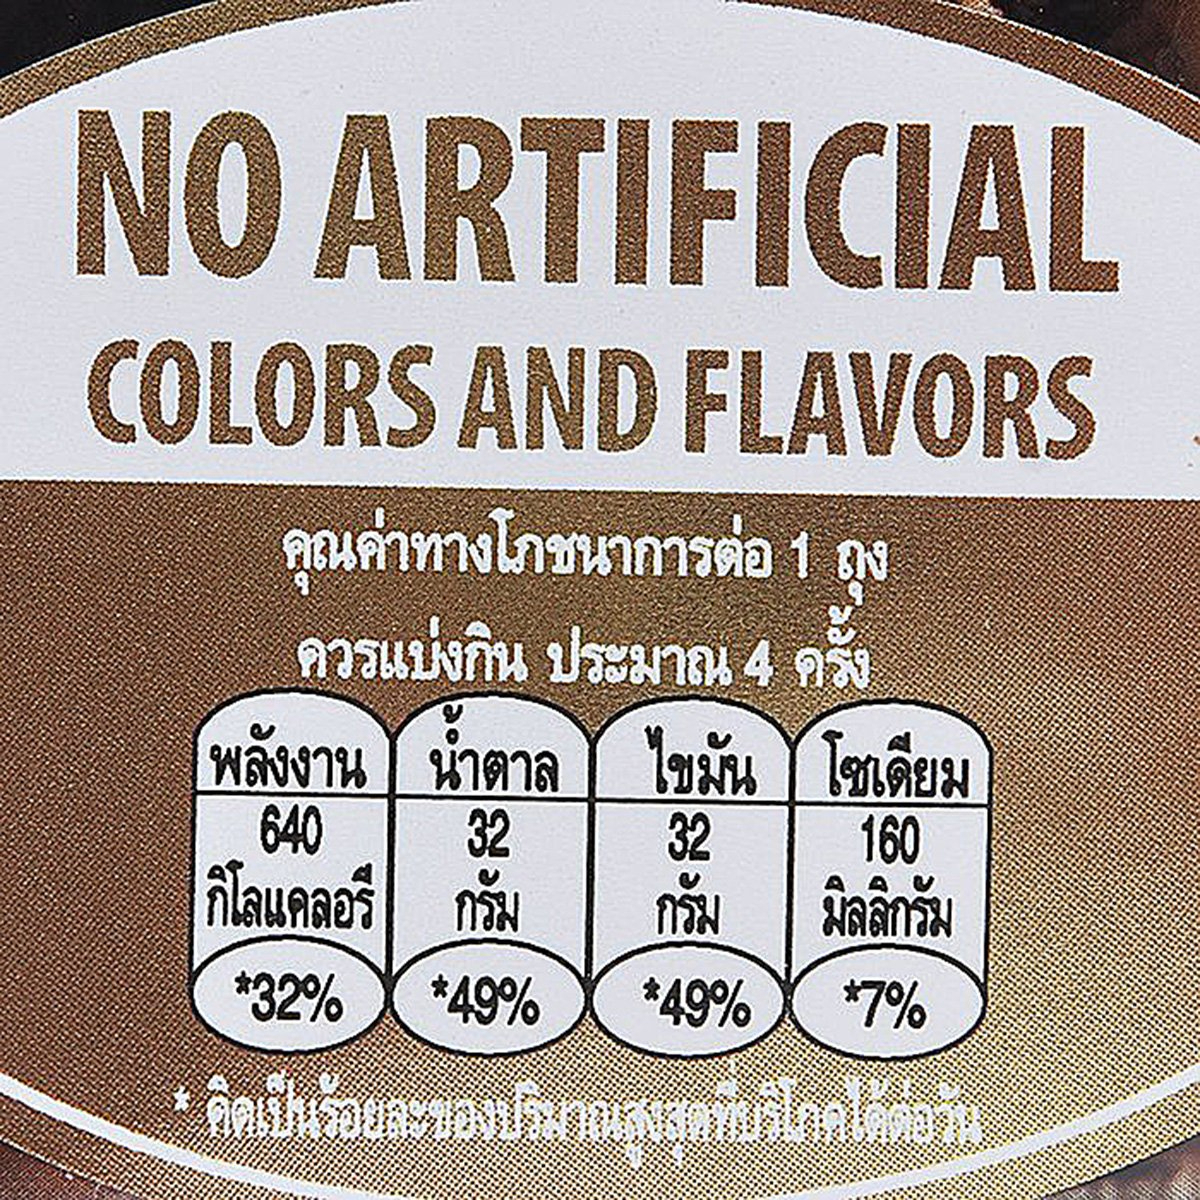 NO ARTIFICIAL
COLORS AND FLAVORS
คุณค่าทางโภชนาการต่อ 1 ถุง
ควรแบ่งกิน ประมาณ 4 ครั้ง
พลังงาน น้ำตาล ไขมัน โซเดียม
640 32 32 160
กิโลแคลอรี กรัม กรัม มิลลิกรัม
*32% *49% *49% *7%
* คิดเป็นร้อยละของปริมาณสูงสุดที่บริโภคได้ต่อวัน